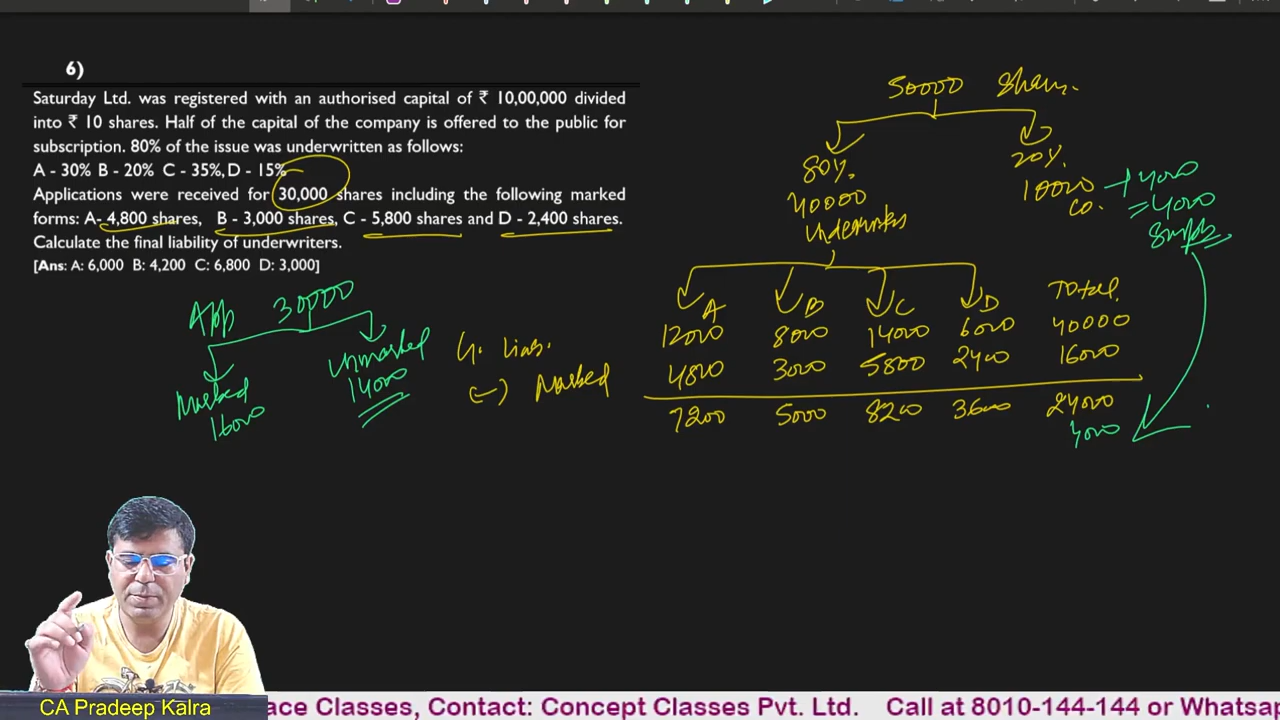 6)
Saturday Ltd. was registered with an authorised capital of ₹ 10,00,000 divided
into ₹ 10 shares. Half of the capital of the company is offered to the public for
subscription. 80% of the issue was underwritten as follows:
A - 30% B - 20% C - 35%, D - 15%
Applications were received for 30,000 shares including the following marked
forms: A- 4,800 shares, B - 3,000 shares, C - 5,800 shares and D - 2,400 shares.
Calculate the final liability of underwriters.
[Ans: A: 6,000 B: 4,200 C: 6,800 D: 3,000]
App 30000
Marked
16000
Unmarked
14000
50000 Shares.
80%.
40000
Underwriters
20%.
10000
Co.
14000
= 4000
Surplus
A B C D Total.
G. Liab. 12000 8000 14000 6000 40000
(-) Marked 4800 3000 5800 2400 16000
7200 5000 8200 3600 24000
4000
CA Pradeep Kalra
ace Classes, Contact: Concept Classes Pvt. Ltd. Call at 8010-144-144 or Whatsap